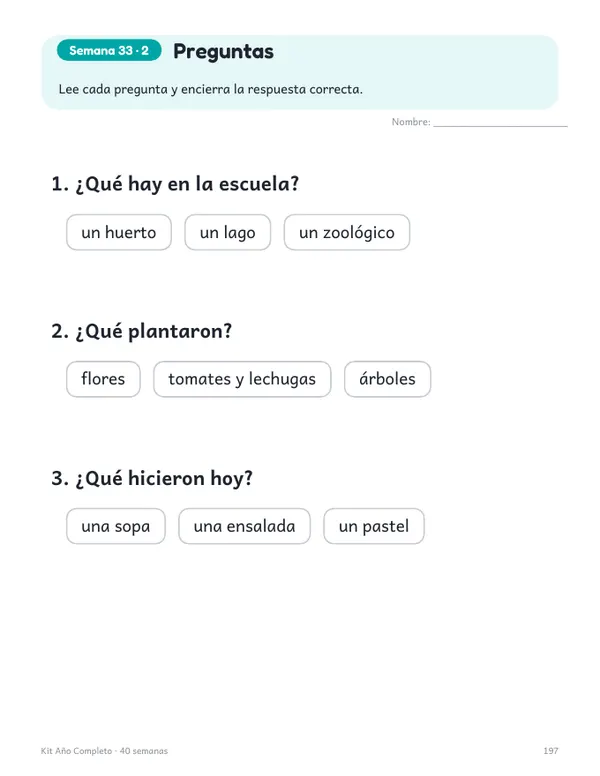 Semana 33 · 2 Preguntas
Lee cada pregunta y encierra la respuesta correcta.
Nombre:
1. ¿Qué hay en la escuela?
un huerto un lago un zoológico
2. ¿Qué plantaron?
flores tomates y lechugas árboles
3. ¿Qué hicieron hoy?
una sopa una ensalada un pastel
Kit Año Completo · 40 semanas 197